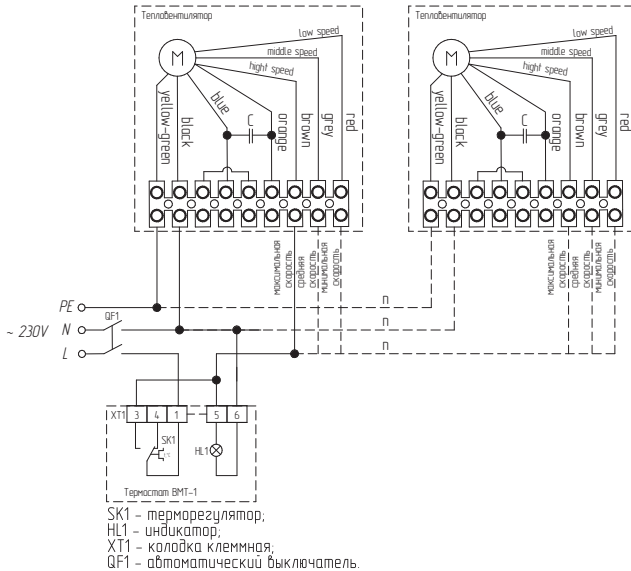 Тепловентилятор
M
low speed
middle speed
hight speed
yellow-green
black
blue
C
orange
brown
grey
red
Тепловентилятор
M
low speed
middle speed
hight speed
yellow-green
black
blue
C
orange
brown
grey
red
максимальная
скорость
средняя
скорость
минимальная
скорость
максимальная
скорость
средняя
скорость
минимальная
скорость
PE
n
~ 230V
N
QF1
n
L
n
XT1
3
4
1
5
6
SK1
t°C
HL1
Термостат ВМТ-1
SK1 - терморегулятор;
HL1 - индикатор;
XT1 - колодка клеммная;
QF1 - автоматический выключатель.